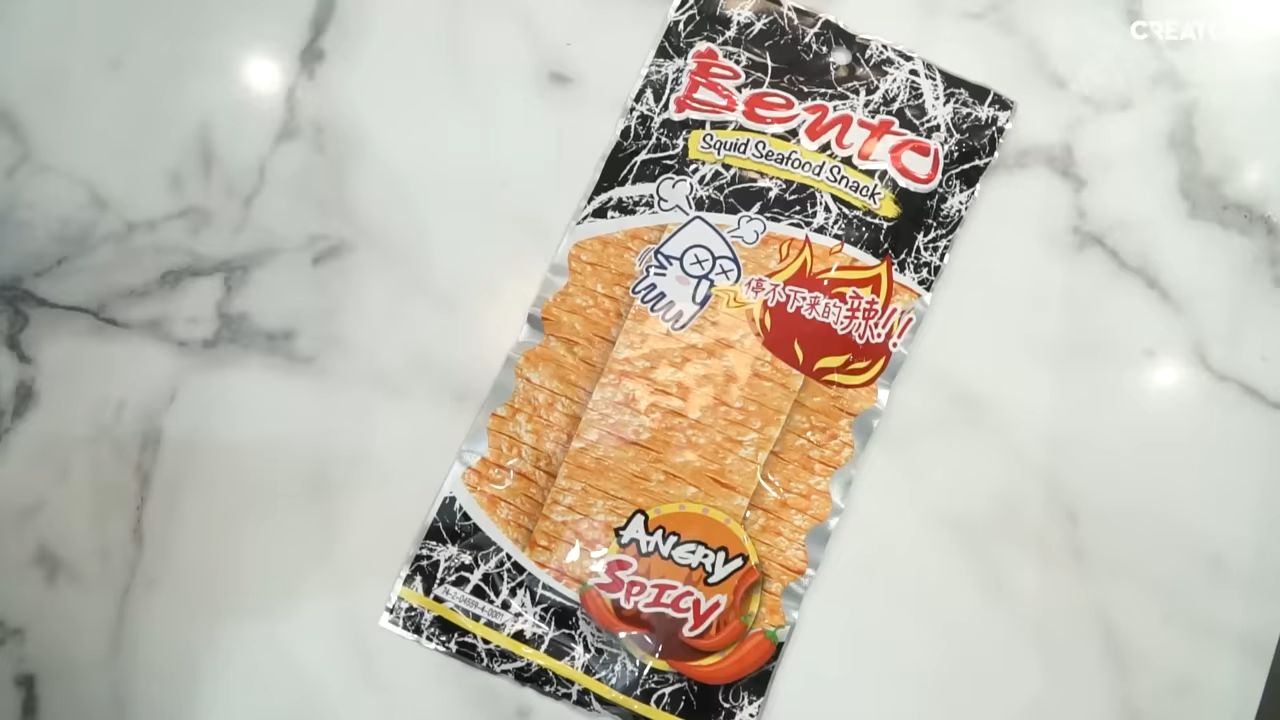 CREATO
Bento
Squid Seafood Snack
停不下来的辣!!
ANGRY
SPICY